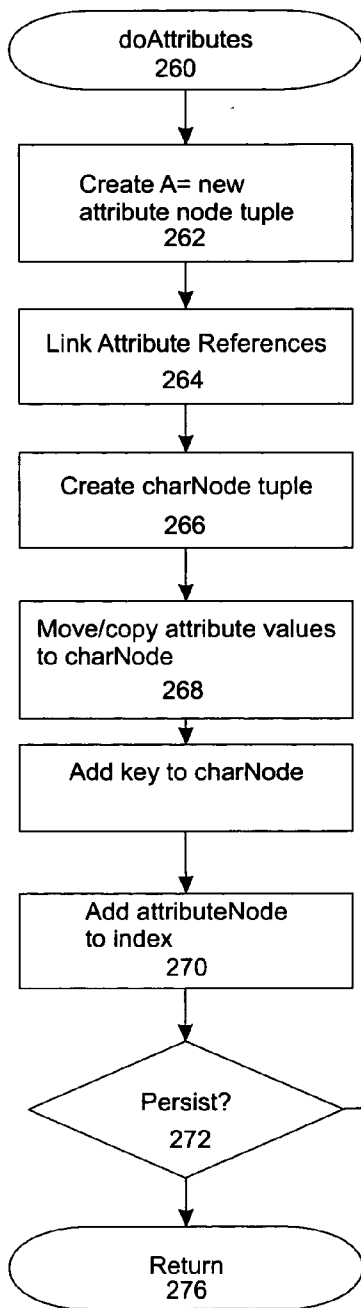 doAttributes
260
Create A= new
attribute node tuple
262
Link Attribute References
264
Create charNode tuple
266
Move/copy attribute values
to charNode
268
Add key to charNode
Add attributeNode
to index
270
Persist?
272
Return
276